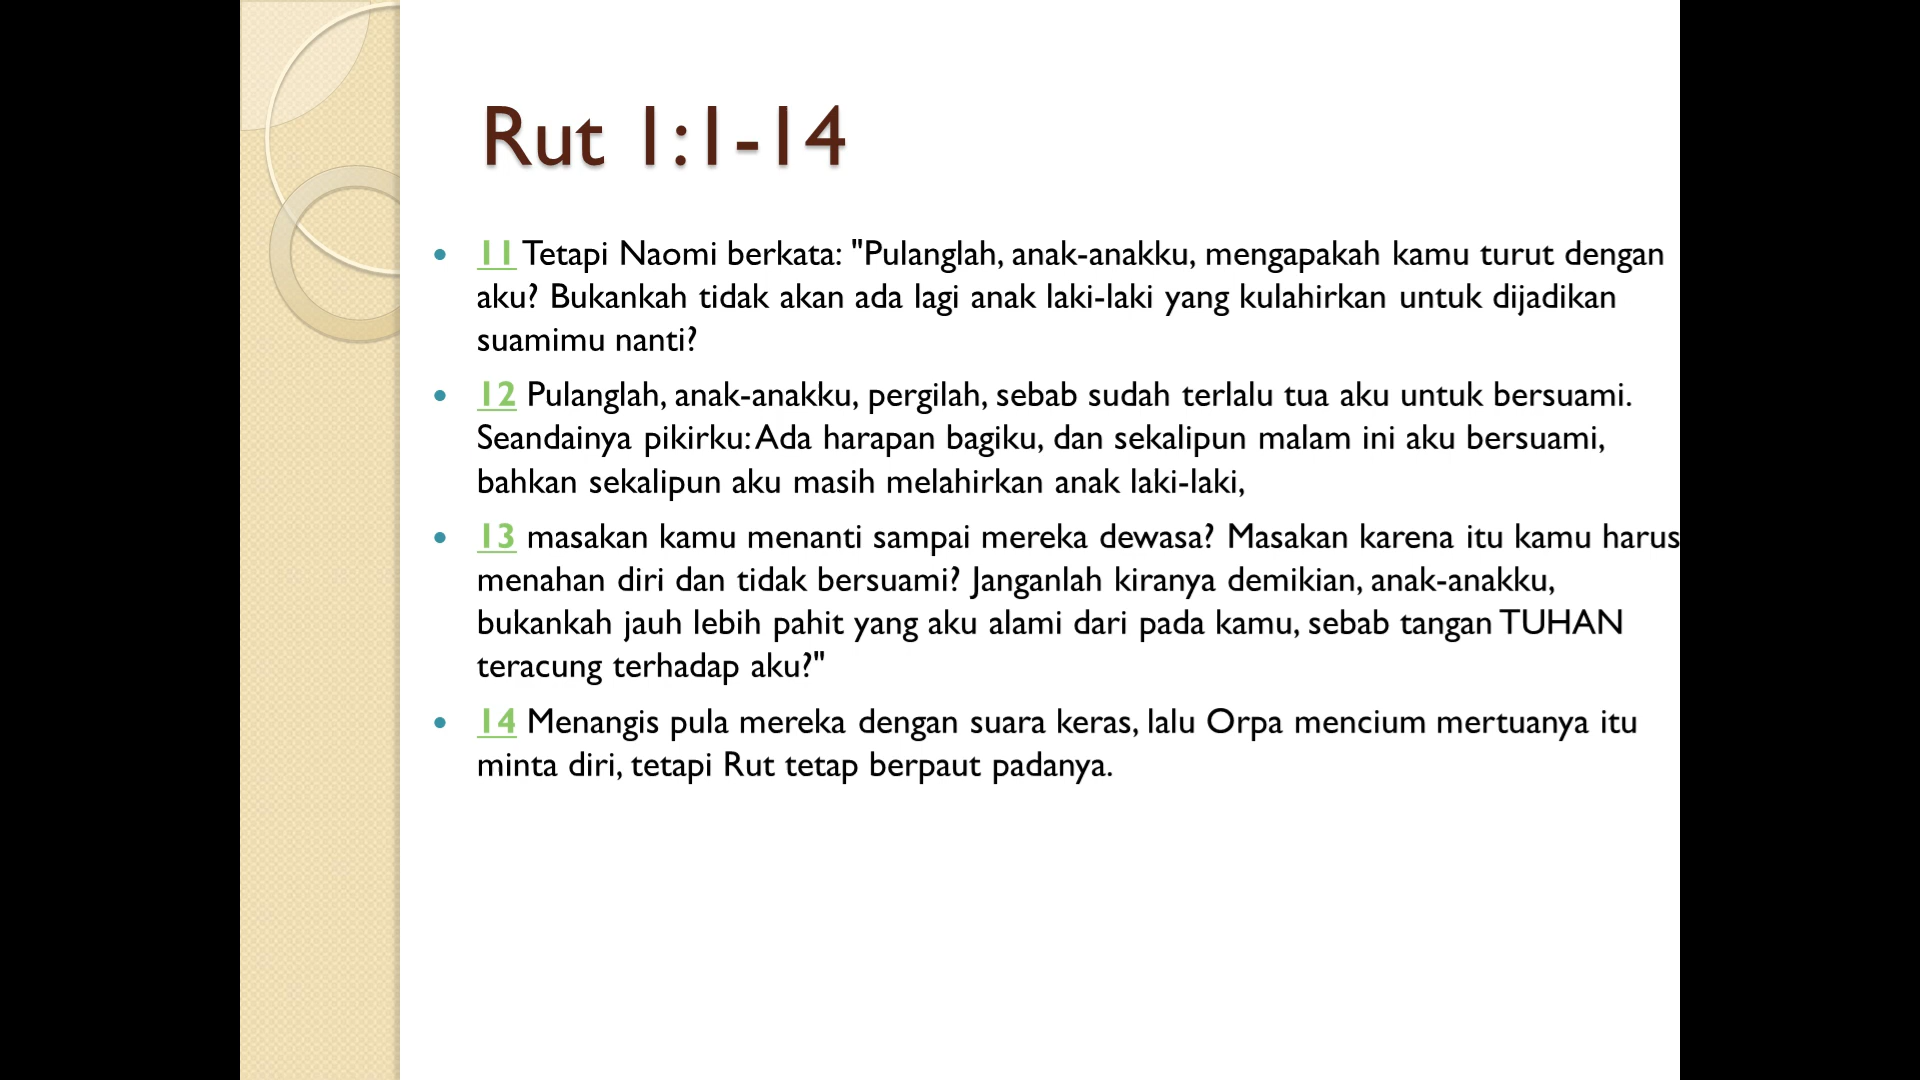 Rut 1:1-14
• 11 Tetapi Naomi berkata: "Pulanglah, anak-anakku, mengapakah kamu turut dengan
aku? Bukankah tidak akan ada lagi anak laki-laki yang kulahirkan untuk dijadikan
suamimu nanti?
• 12 Pulanglah, anak-anakku, pergilah, sebab sudah terlalu tua aku untuk bersuami.
Seandainya pikirku: Ada harapan bagiku, dan sekalipun malam ini aku bersuami,
bahkan sekalipun aku masih melahirkan anak laki-laki,
• 13 masakan kamu menanti sampai mereka dewasa? Masakan karena itu kamu harus
menahan diri dan tidak bersuami? Janganlah kiranya demikian, anak-anakku,
bukankah jauh lebih pahit yang aku alami dari pada kamu, sebab tangan TUHAN
teracung terhadap aku?"
• 14 Menangis pula mereka dengan suara keras, lalu Orpa mencium mertuanya itu
minta diri, tetapi Rut tetap berpaut padanya.